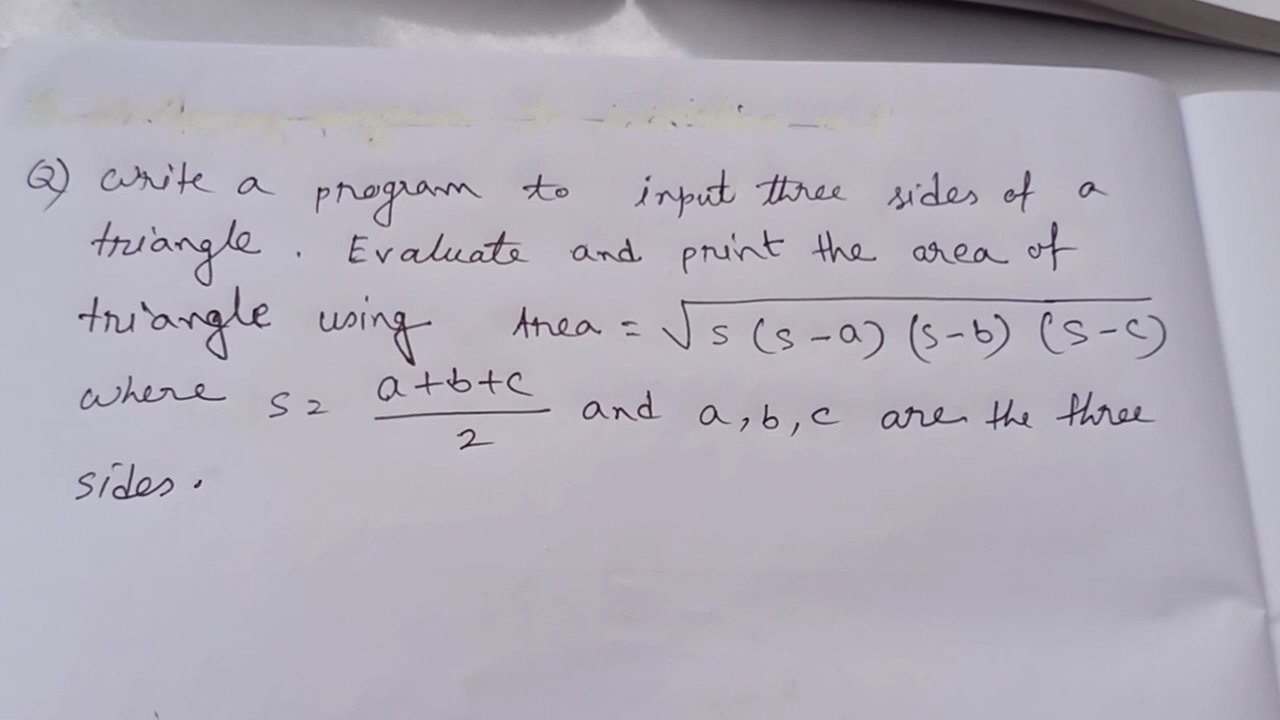 Q) write a program to input three sides of a
triangle. Evaluate and print the area of
triangle using Area = √s(s-a)(s-b)(s-c)
where s = a+b+c/2 and a, b, c are the three
sides.